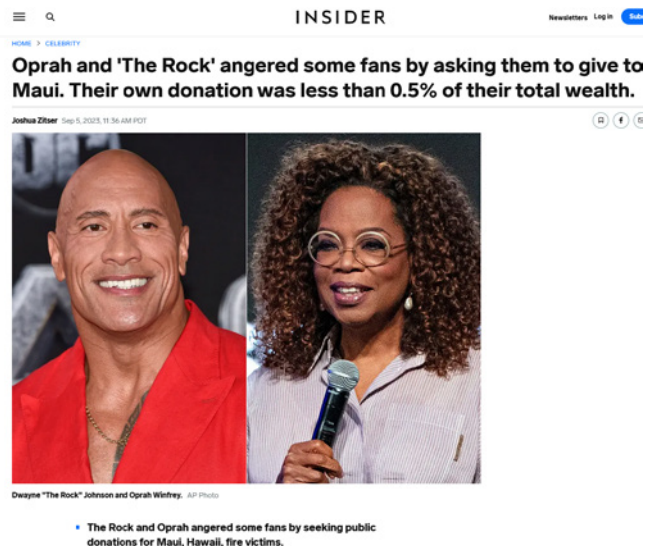 INSIDER
Newsletters Log in
HOME > CELEBRITY
Oprah and 'The Rock' angered some fans by asking them to give to
Maui. Their own donation was less than 0.5% of their total wealth.
Joshua Zitser Sep 5, 2023, 11:36 AM PDT
Dwayne "The Rock" Johnson and Oprah Winfrey. AP Photo
The Rock and Oprah angered some fans by seeking public
donations for Maui, Hawaii, fire victims.